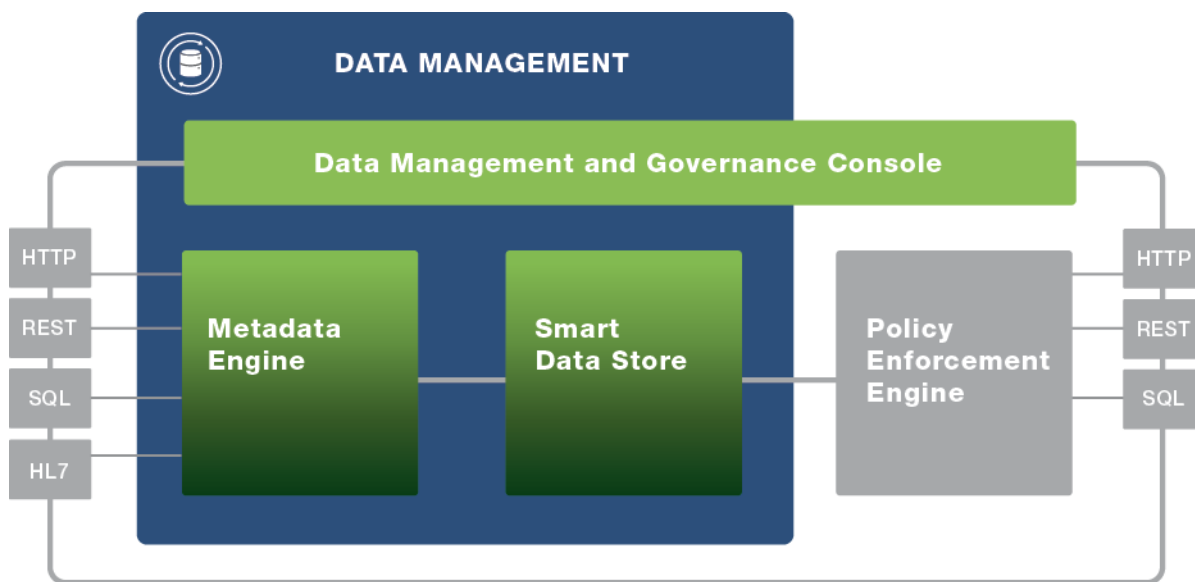 DATA MANAGEMENT
Data Management and Governance Console
HTTP
REST
SQL
HL7
Metadata
Engine
Smart
Data Store
Policy
Enforcement
Engine
HTTP
REST
SQL